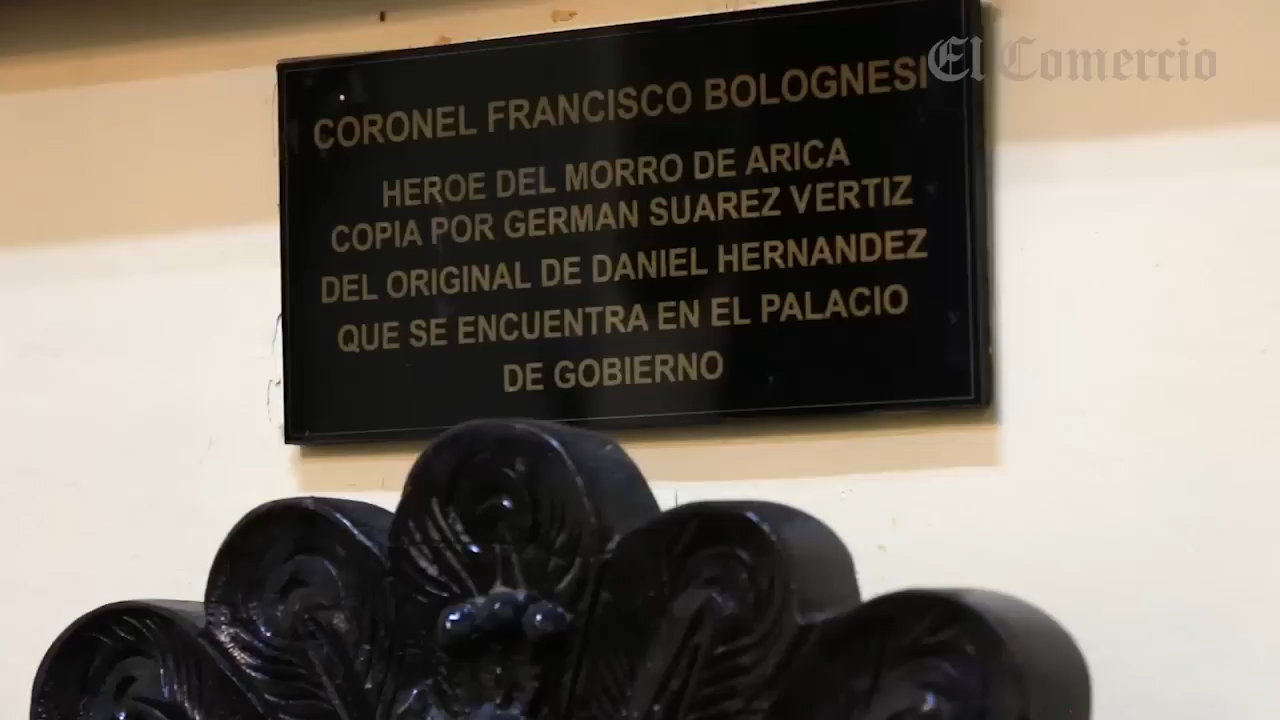 El Comercio
CORONEL FRANCISCO BOLOGNESI
HEROE DEL MORRO DE ARICA
COPIA POR GERMAN SUAREZ VERTIZ
DEL ORIGINAL DE DANIEL HERNANDEZ
QUE SE ENCUENTRA EN EL PALACIO
DE GOBIERNO